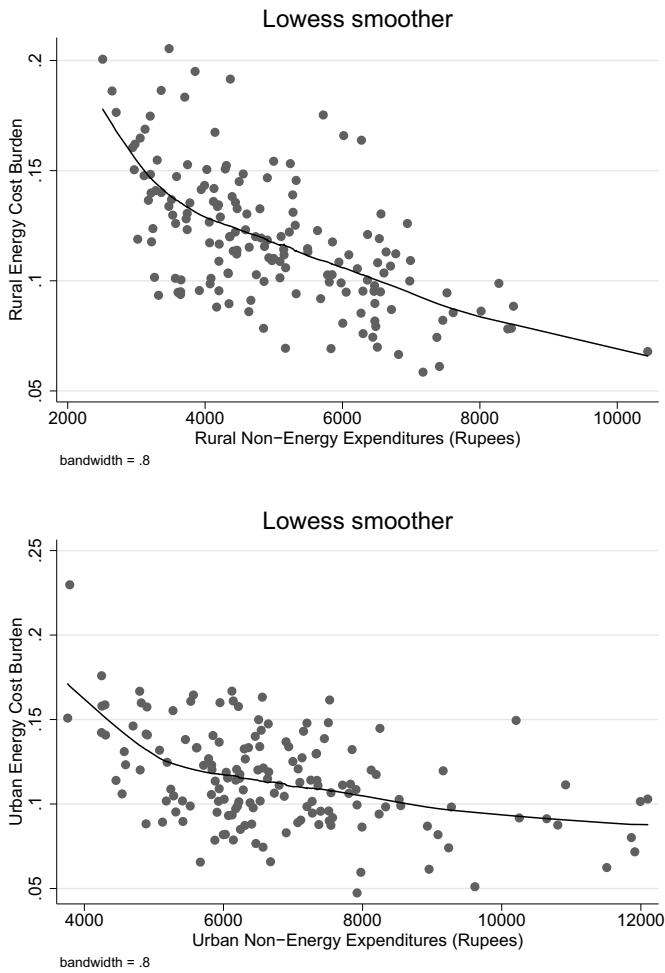 Lowess smoother
.2
.15
.1
.05
Rural Energy Cost Burden
2000 4000 6000 8000 10000
Rural Non−Energy Expenditures (Rupees)
bandwidth = .8
Lowess smoother
.25
.2
.15
.1
.05
Urban Energy Cost Burden
4000 6000 8000 10000 12000
Urban Non−Energy Expenditures (Rupees)
bandwidth = .8